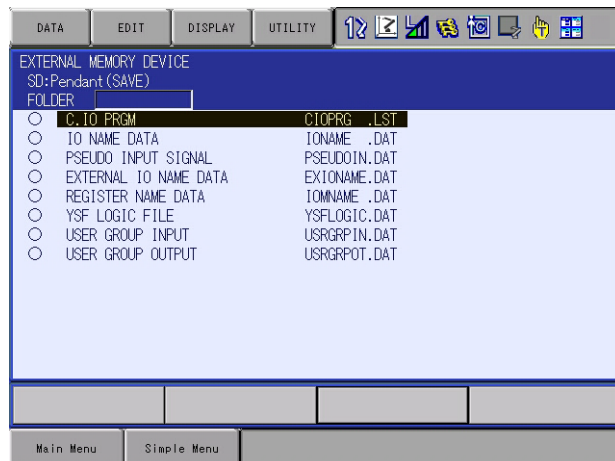 DATA EDIT DISPLAY UTILITY
EXTERNAL MEMORY DEVICE
SD:Pendant(SAVE)
FOLDER
C.IO PRGM CIOPRG .LST
IO NAME DATA IONAME .DAT
PSEUDO INPUT SIGNAL PSEUDOIN.DAT
EXTERNAL IO NAME DATA EXIONAME.DAT
REGISTER NAME DATA IOMNAME .DAT
YSF LOGIC FILE YSFLOGIC.DAT
USER GROUP INPUT USRGRPIN.DAT
USER GROUP OUTPUT USRGRPOT.DAT
Main Menu Simple Menu